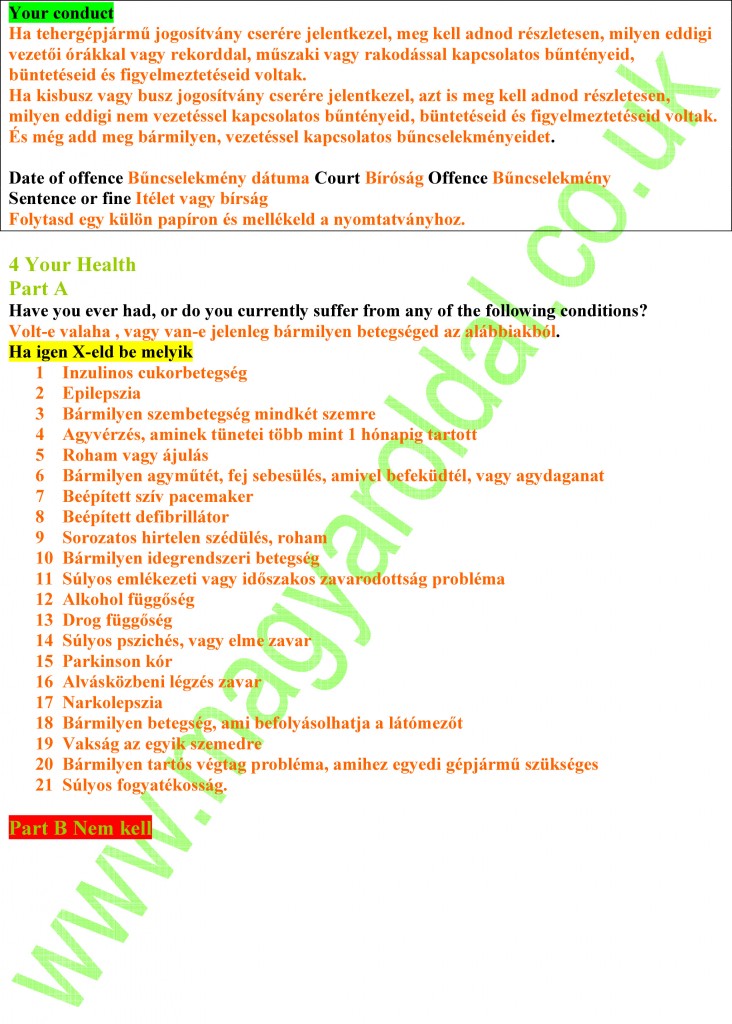 Your conduct
Ha tehergépjármű jogosítvány cserére jelentkezel, meg kell adnod részletesen, milyen eddigi
vezetői órákkal vagy rekorddal, műszaki vagy rakodással kapcsolatos bűntényeid,
büntetéseid és figyelmeztetéseid voltak.
Ha kisbusz vagy busz jogosítvány cserére jelentkezel, azt is meg kell adnod részletesen,
milyen eddigi nem vezetéssel kapcsolatos bűntényeid, büntetéseid és figyelmeztetéseid voltak.
És még add meg bármilyen, vezetéssel kapcsolatos bűncselekményeidet.
Date of offence Bűncselekmény dátuma Court Bíróság Offence Bűncselekmény
Sentence or fine Itélet vagy bírság
Folytasd egy külön papíron és mellékeld a nyomtatványhoz.
4 Your Health
Part A
Have you ever had, or do you currently suffer from any of the following conditions?
Volt-e valaha , vagy van-e jelenleg bármilyen betegséged az alábbiakból.
Ha igen X-eld be melyik
1 Inzulinos cukorbetegség
2 Epilepszia
3 Bármilyen szembetegség mindkét szemre
4 Agyvérzés, aminek tünetei több mint 1 hónapig tartott
5 Roham vagy ájulás
6 Bármilyen agyműtét, fej sebesülés, amivel befeküdtél, vagy agydaganat
7 Beépített szív pacemaker
8 Beépített defibrillátor
9 Sorozatos hirtelen szédülés, roham
10 Bármilyen idegrendszeri betegség
11 Súlyos emlékezeti vagy időszakos zavarodottság probléma
12 Alkohol függőség
13 Drog függőség
14 Súlyos pszichés, vagy elme zavar
15 Parkinson kór
16 Alvásközbeni légzés zavar
17 Narkolepszia
18 Bármilyen betegség, ami befolyásolhatja a látómezőt
19 Vakság az egyik szemedre
20 Bármilyen tartós végtag probléma, amihez egyedi gépjármű szükséges
21 Súlyos fogyatékosság.
Part B Nem kell
www.magyaroldal.co.uk